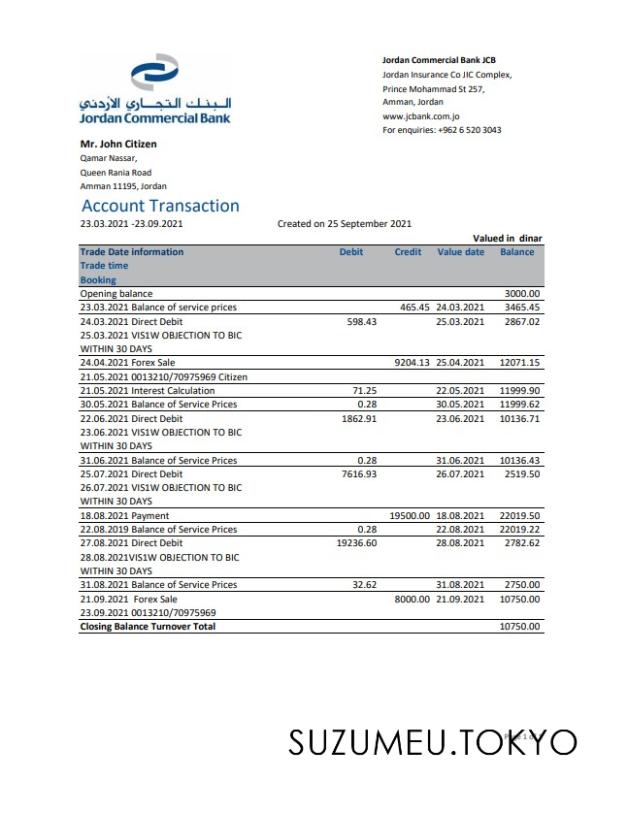 البنك التجاري الأردني
Jordan Commercial Bank
Jordan Commercial Bank JCB
Jordan Insurance Co JIC Complex,
Prince Mohammad St 257,
Amman, Jordan
www.jcbank.com.jo
For enquiries: +962 6 520 3043
Mr. John Citizen
Qamar Nassar,
Queen Rania Road
Amman 11195, Jordan
Account Transaction
23.03.2021 -23.09.2021 Created on 25 September 2021
Valued in dinar
Trade Date information Debit Credit Value date Balance
Trade time
Booking
Opening balance 3000.00
23.03.2021 Balance of service prices 465.45 24.03.2021 3465.45
24.03.2021 Direct Debit 598.43 25.03.2021 2867.02
25.03.2021 VIS1W OBJECTION TO BIC
WITHIN 30 DAYS
24.04.2021 Forex Sale 9204.13 25.04.2021 12071.15
21.05.2021 0013210/70975969 Citizen
21.05.2021 Interest Calculation 71.25 22.05.2021 11999.90
30.05.2021 Balance of Service Prices 0.28 30.05.2021 11999.62
22.06.2021 Direct Debit 1862.91 23.06.2021 10136.71
23.06.2021 VIS1W OBJECTION TO BIC
WITHIN 30 DAYS
31.06.2021 Balance of Service Prices 0.28 31.06.2021 10136.43
25.07.2021 Direct Debit 7616.93 26.07.2021 2519.50
26.07.2021 VIS1W OBJECTION TO BIC
WITHIN 30 DAYS
18.08.2021 Payment 19500.00 18.08.2021 22019.50
22.08.2019 Balance of Service Prices 0.28 22.08.2021 22019.22
27.08.2021 Direct Debit 19236.60 28.08.2021 2782.62
28.08.2021VIS1W OBJECTION TO BIC
WITHIN 30 DAYS
31.08.2021 Balance of Service Prices 32.62 31.08.2021 2750.00
21.09.2021 Forex Sale 8000.00 21.09.2021 10750.00
23.09.2021 0013210/70975969
Closing Balance Turnover Total 10750.00
SUZUMEU.TOKYO